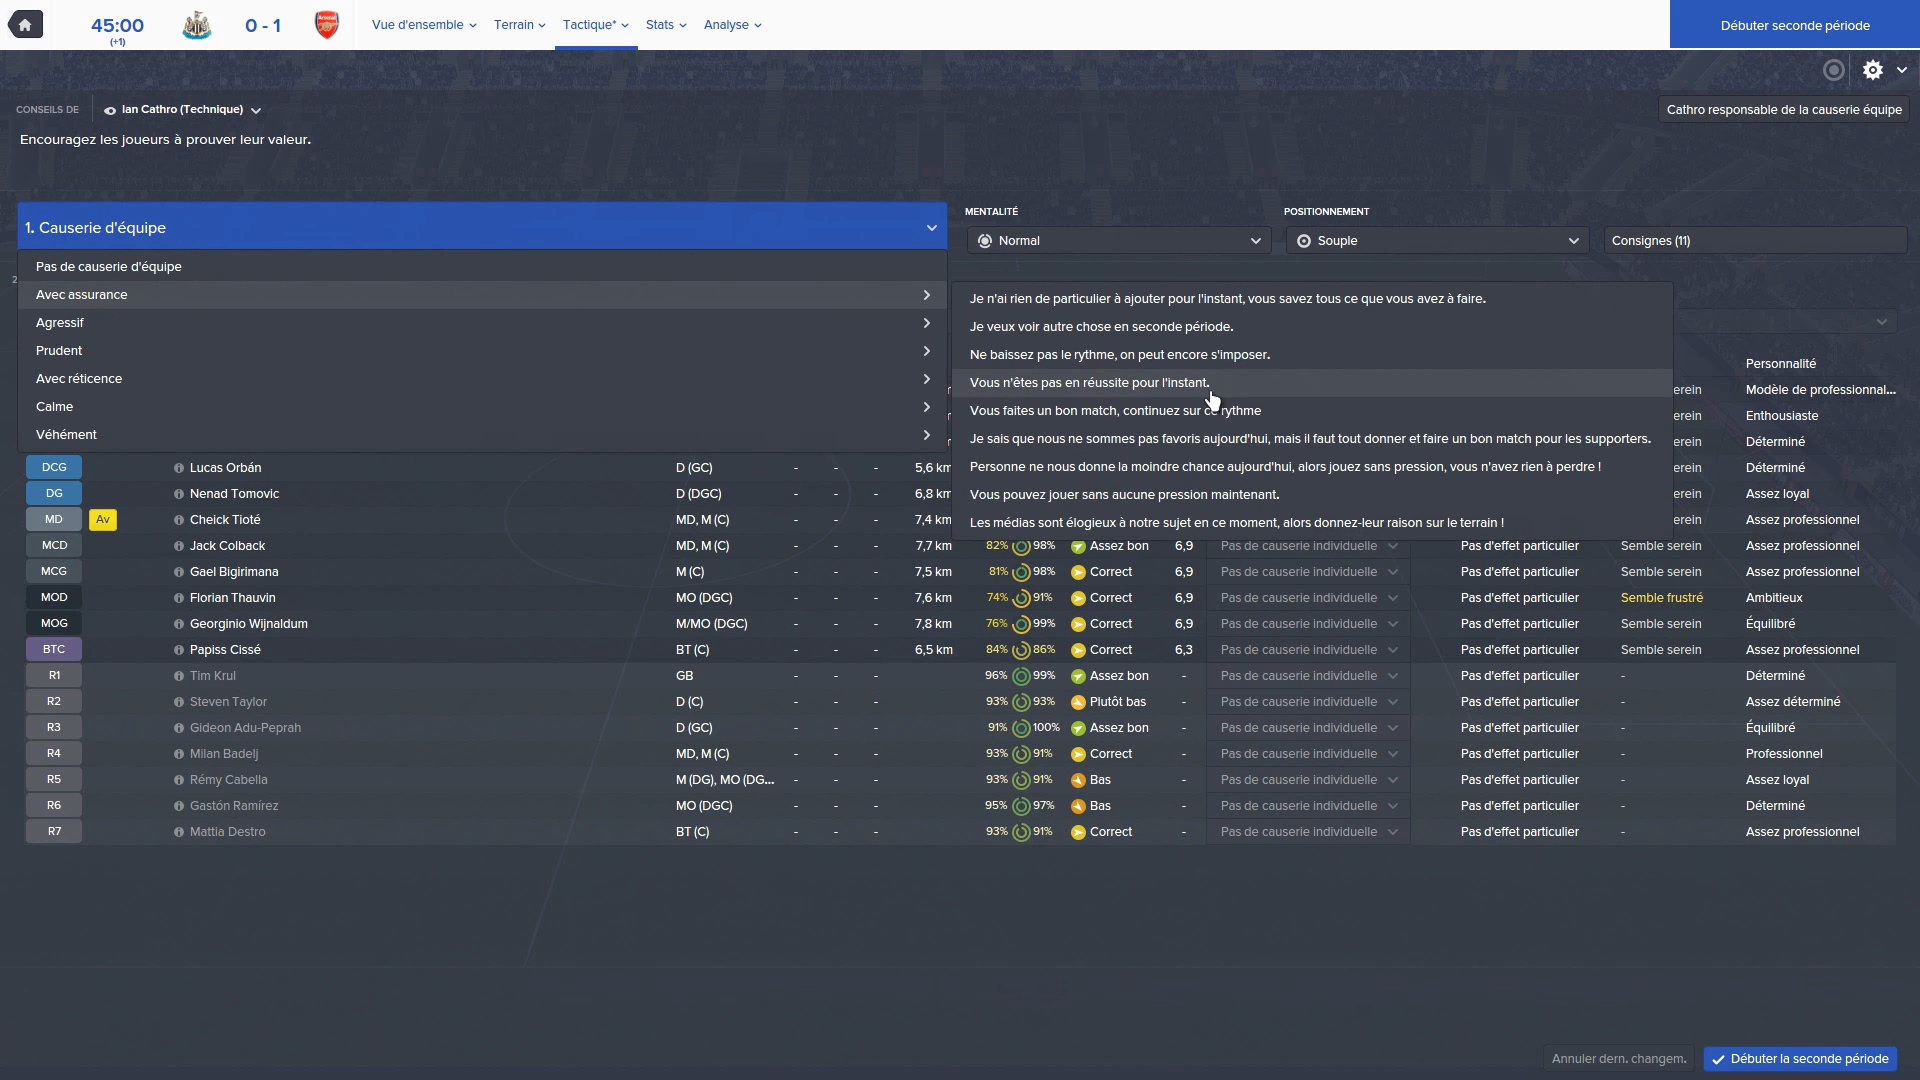 45:00
(+1)
0 - 1
Vue d'ensemble
Terrain
Tactique*
Stats
Analyse
Débuter seconde période
CONSEILS DE
Ian Cathro (Technique)
Cathro responsable de la causerie équipe
Encouragez les joueurs à prouver leur valeur.
1. Causerie d'équipe
MENTALITÉ
POSITIONNEMENT
Normal
Souple
Consignes (11)
Pas de causerie d'équipe
Avec assurance
Agressif
Prudent
Avec réticence
Calme
Véhément
Je n'ai rien de particulier à ajouter pour l'instant, vous savez tous ce que vous avez à faire.
Je veux voir autre chose en seconde période.
Ne baissez pas le rythme, on peut encore s'imposer.
Vous n'êtes pas en réussite pour l'instant.
Vous faites un bon match, continuez sur ce rythme
Je sais que nous ne sommes pas favoris aujourd'hui, mais il faut tout donner et faire un bon match pour les supporters.
Personne ne nous donne la moindre chance aujourd'hui, alors jouez sans pression, vous n'avez rien à perdre !
Vous pouvez jouer sans aucune pression maintenant.
Les médias sont élogieux à notre sujet en ce moment, alors donnez-leur raison sur le terrain !
Personnalité
erein Modèle de professionnal...
erein Enthousiaste
erein Déterminé
DCG Lucas Orbán D (GC) - - - 5,6 km erein Déterminé
DG Nenad Tomovic D (DGC) - - - 6,8 km erein Assez loyal
MD Av Cheick Tioté MD, M (C) - - - 7,4 km erein Assez professionnel
MCD Jack Colback MD, M (C) - - - 7,7 km 82% 98% Assez bon 6,9 Pas de causerie individuelle Pas d'effet particulier Semble serein Assez professionnel
MCG Gael Bigirimana M (C) - - - 7,5 km 81% 98% Correct 6,9 Pas de causerie individuelle Pas d'effet particulier Semble serein Assez professionnel
MOD Florian Thauvin MO (DGC) - - - 7,6 km 74% 91% Correct 6,9 Pas de causerie individuelle Pas d'effet particulier Semble frustré Ambitieux
MOG Georginio Wijnaldum M/MO (DGC) - - - 7,8 km 76% 99% Correct 6,9 Pas de causerie individuelle Pas d'effet particulier Semble serein Équilibré
BTC Papiss Cissé BT (C) - - - 6,5 km 84% 86% Correct 6,3 Pas de causerie individuelle Pas d'effet particulier Semble serein Assez professionnel
R1 Tim Krul GB - - - 96% 99% Assez bon - Pas de causerie individuelle Pas d'effet particulier - Déterminé
R2 Steven Taylor D (C) - - - 93% 93% Plutôt bas - Pas de causerie individuelle Pas d'effet particulier - Assez déterminé
R3 Gideon Adu-Peprah D (GC) - - - 91% 100% Assez bon - Pas de causerie individuelle Pas d'effet particulier - Équilibré
R4 Milan Badelj MD, M (C) - - - 93% 91% Correct - Pas de causerie individuelle Pas d'effet particulier - Professionnel
R5 Rémy Cabella M (DG), MO (DG... - - - 93% 91% Bas - Pas de causerie individuelle Pas d'effet particulier - Assez loyal
R6 Gastón Ramírez MO (DGC) - - - 95% 97% Bas - Pas de causerie individuelle Pas d'effet particulier - Déterminé
R7 Mattia Destro BT (C) - - - 93% 91% Correct - Pas de causerie individuelle Pas d'effet particulier - Assez professionnel
Annuler dern. changem.
Débuter la seconde période